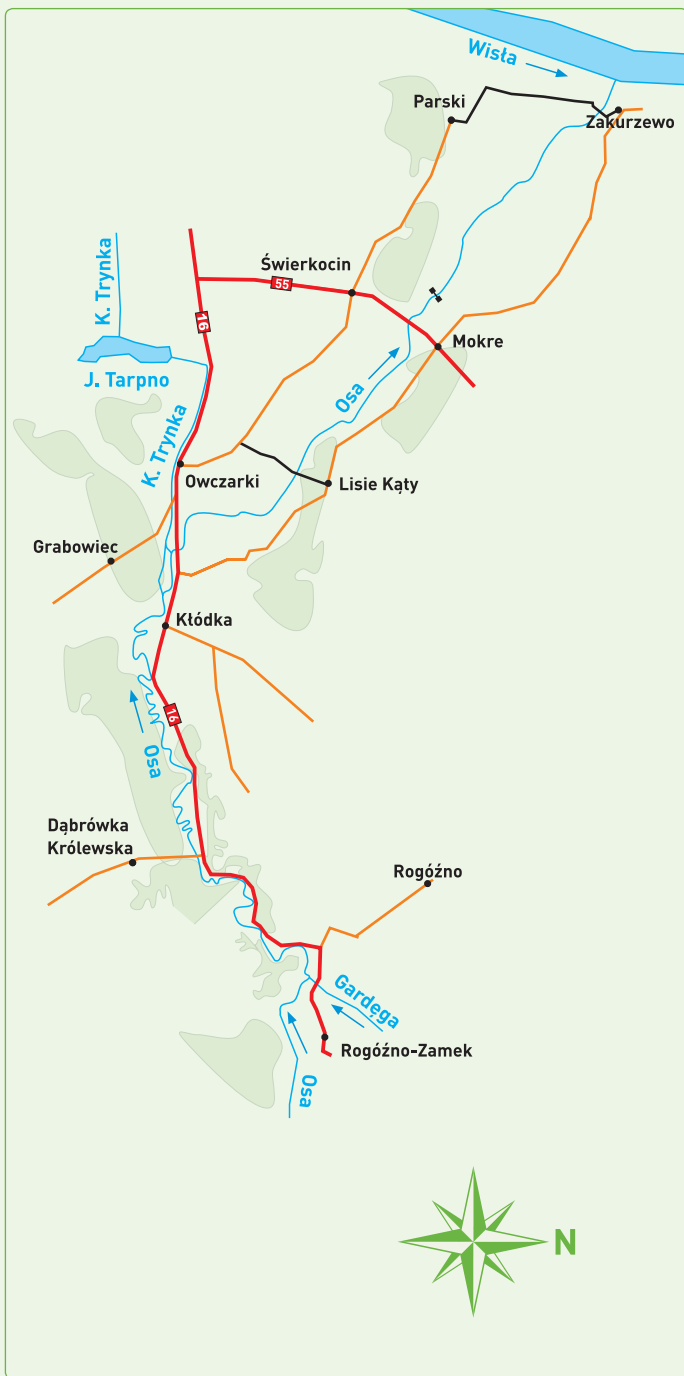 Wisła
Parski
Zakurzewo
K. Trynka
Świerkocin
55
16
Mokre
J. Tarpno
Osa
K. Trynka
Owczarki
Lisie Kąty
Grabowiec
Kłódka
16
Osa
Dąbrówka
Królewska
Rogóźno
Gardęga
Rogóźno-Zamek
Osa
N